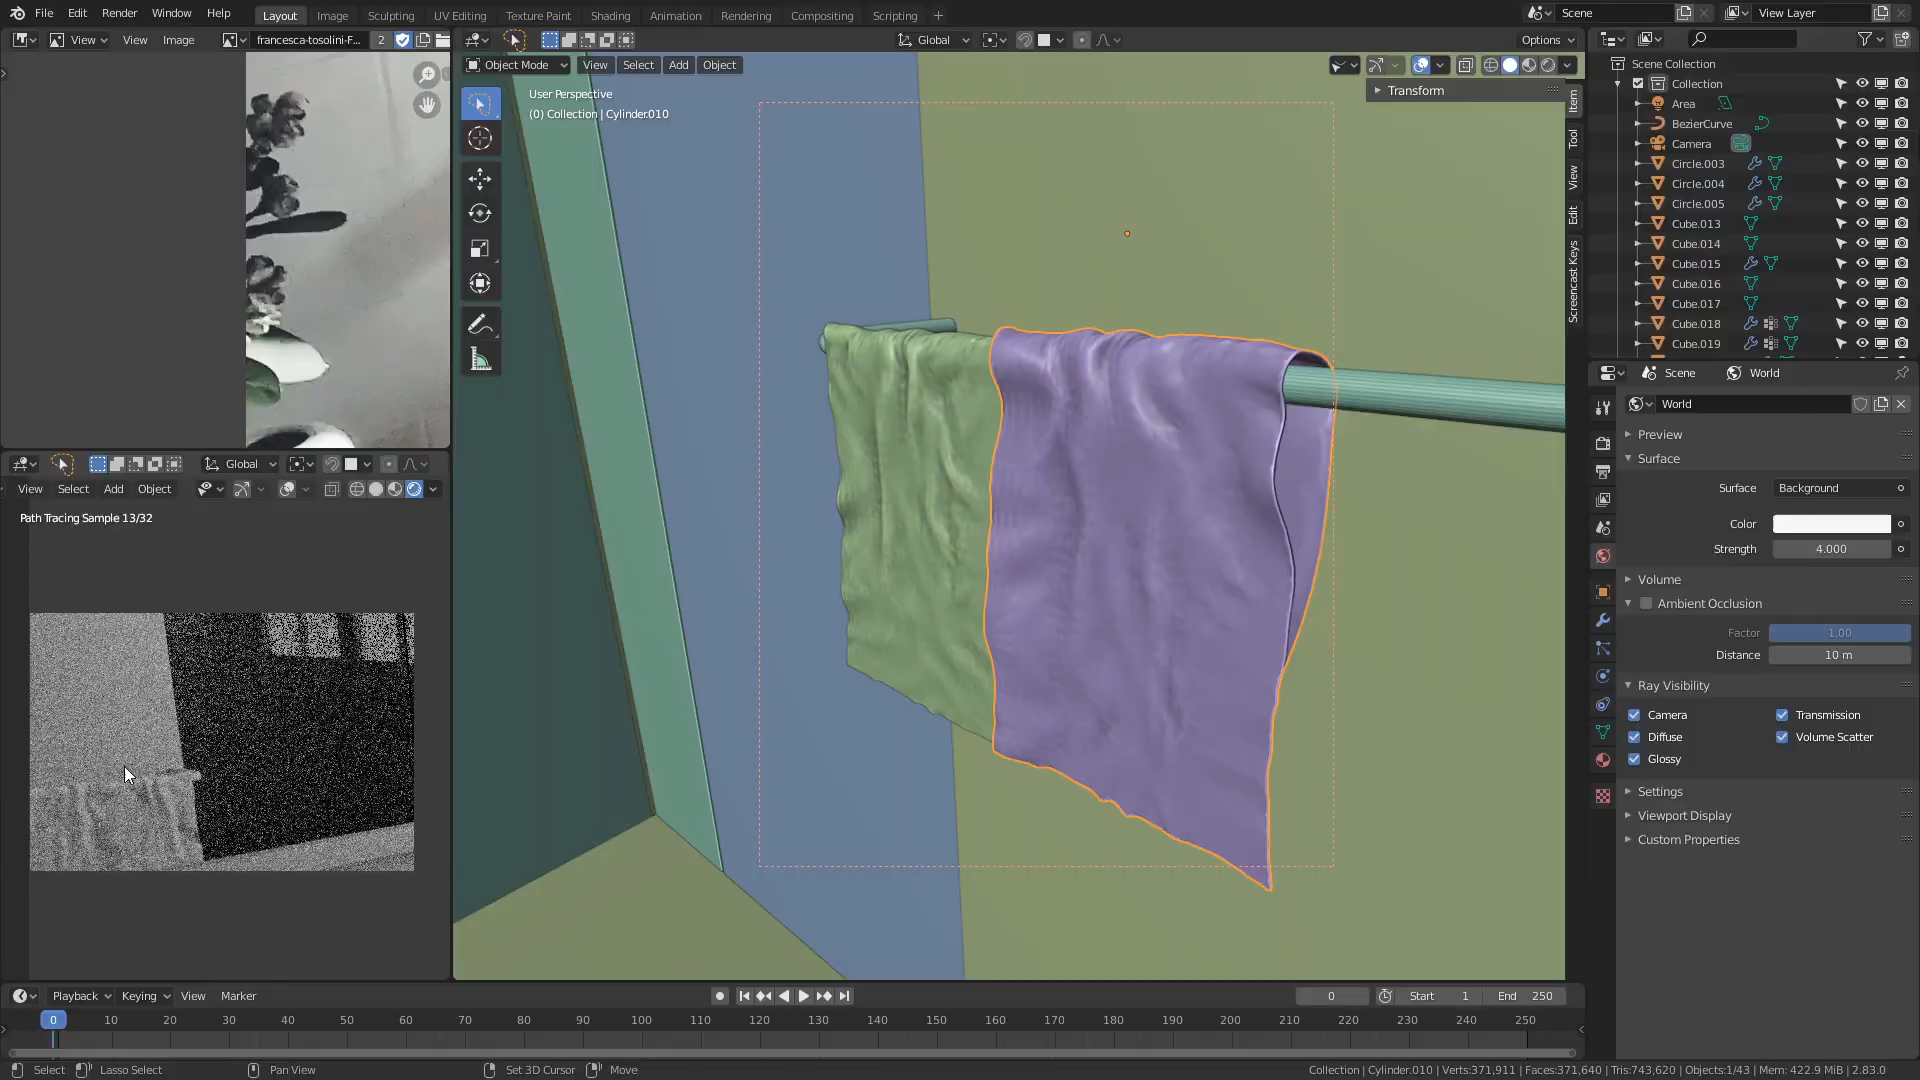 File Edit Render Window Help Layout Image Sculpting UV Editing Texture Paint Shading Animation Rendering Compositing Scripting + Scene View Layer
View View Image francesca-tosolini-F... 2 Global Options
Object Mode View Select Add Object
User Perspective
(0) Collection | Cylinder.010
Transform
Item
Tool
View
Edit
Screencast Keys
Scene Collection
Collection
Area
BezierCurve
Camera
Circle.003
Circle.004
Circle.005
Cube.013
Cube.014
Cube.015
Cube.016
Cube.017
Cube.018
Cube.019
Scene World
World
Preview
Surface
Surface Background
Color
Strength 4.000
Volume
Ambient Occlusion
Factor 1.00
Distance 10 m
Ray Visibility
Camera Transmission
Diffuse Volume Scatter
Glossy
Settings
Viewport Display
Custom Properties
Global
View Select Add Object
Path Tracing Sample 13/32
Playback Keying View Marker 0 Start 1 End 250
0 10 20 30 40 50 60 70 80 90 100 110 120 130 140 150 160 170 180 190 200 210 220 230 240 250
Select Lasso Select Pan View Set 3D Cursor Move Collection | Cylinder.010 | Verts:371,911 | Faces:371,640 | Tris:743,620 | Objects:1/43 | Mem: 422.9 MiB | 2.83.0